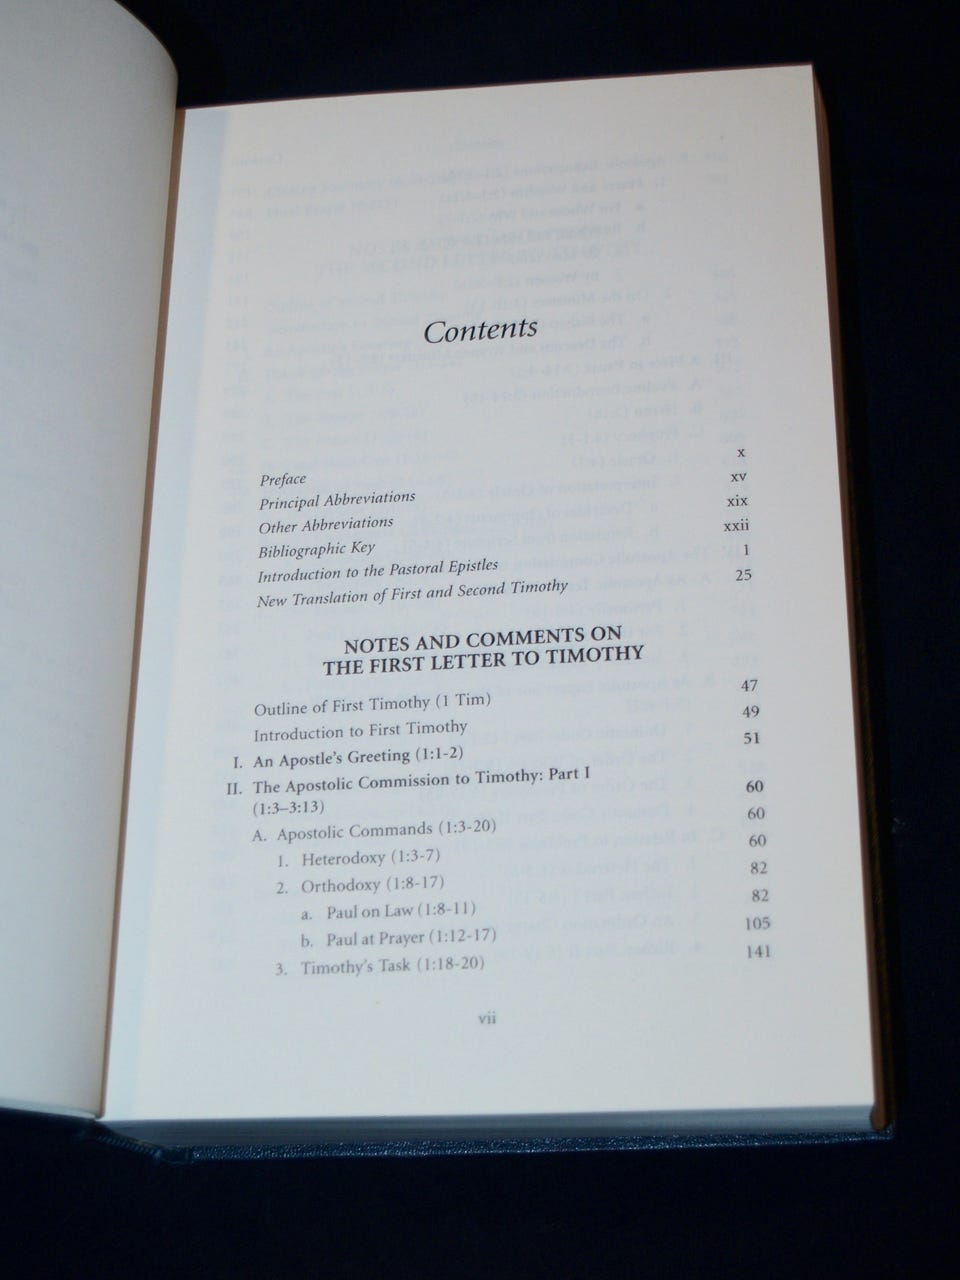 Contents
Preface x
Principal Abbreviations xv
Other Abbreviations xix
Bibliographic Key xxii
Introduction to the Pastoral Epistles 1
New Translation of First and Second Timothy 25
NOTES AND COMMENTS ON
THE FIRST LETTER TO TIMOTHY
Outline of First Timothy (1 Tim) 47
Introduction to First Timothy 49
I. An Apostle's Greeting (1:1-2) 51
II. The Apostolic Commission to Timothy: Part I
(1:3–3:13) 60
A. Apostolic Commands (1:3-20) 60
1. Heterodoxy (1:3-7) 60
2. Orthodoxy (1:8-17) 82
a. Paul on Law (1:8-11) 82
b. Paul at Prayer (1:12-17) 105
3. Timothy's Task (1:18-20) 141
vii